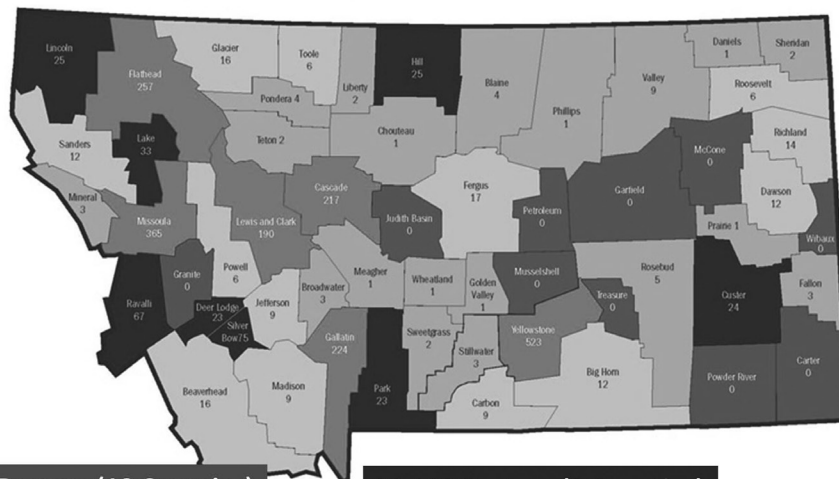 Lincoln
25
Flathead
257
Glacier
16
Toole
6
Liberty
2
Hill
25
Blaine
4
Phillips
1
Valley
9
Daniels
1
Sheridan
2
Roosevelt
6
Pondera 4
Teton 2
Chouteau
1
Sanders
12
Lake
33
McCone
0
Richland
14
Mineral
3
Missoula
365
Lewis and Clark
190
Cascade
217
Judith Basin
0
Fergus
17
Petroleum
0
Garfield
0
Dawson
12
Prairie 1
Wibaux
0
Granite
0
Powell
6
Meagher
1
Wheatland
1
Golden
Valley
1
Musselshell
0
Rosebud
5
Treasure
0
Custer
24
Fallon
3
Ravalli
67
Deer Lodge
23
Silver
Bow75
Jefferson
9
Broadwater
3
Gallatin
224
Sweetgrass
2
Stillwater
3
Yellowstone
523
Beaverhead
16
Madison
9
Park
23
Carbon
9
Big Horn
12
Powder River
0
Carter
0